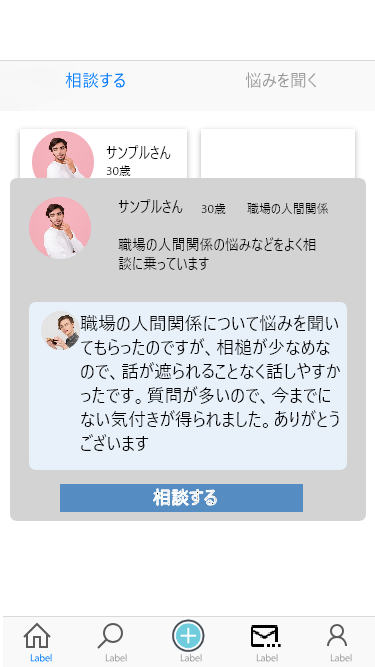 相談する
悩みを聞く
サンプルさん
30歳
サンプルさん 30歳 職場の人間関係
職場の人間関係の悩みなどをよく相
談に乗っています
職場の人間関係について悩みを聞い
てもらったのですが、相槌が少なめな
ので、話が遮られることなく話しやすか
ったです。質問が多いので、今までに
ない気付きが得られました。ありがとう
ございます
相談する
Label Label Label Label Label